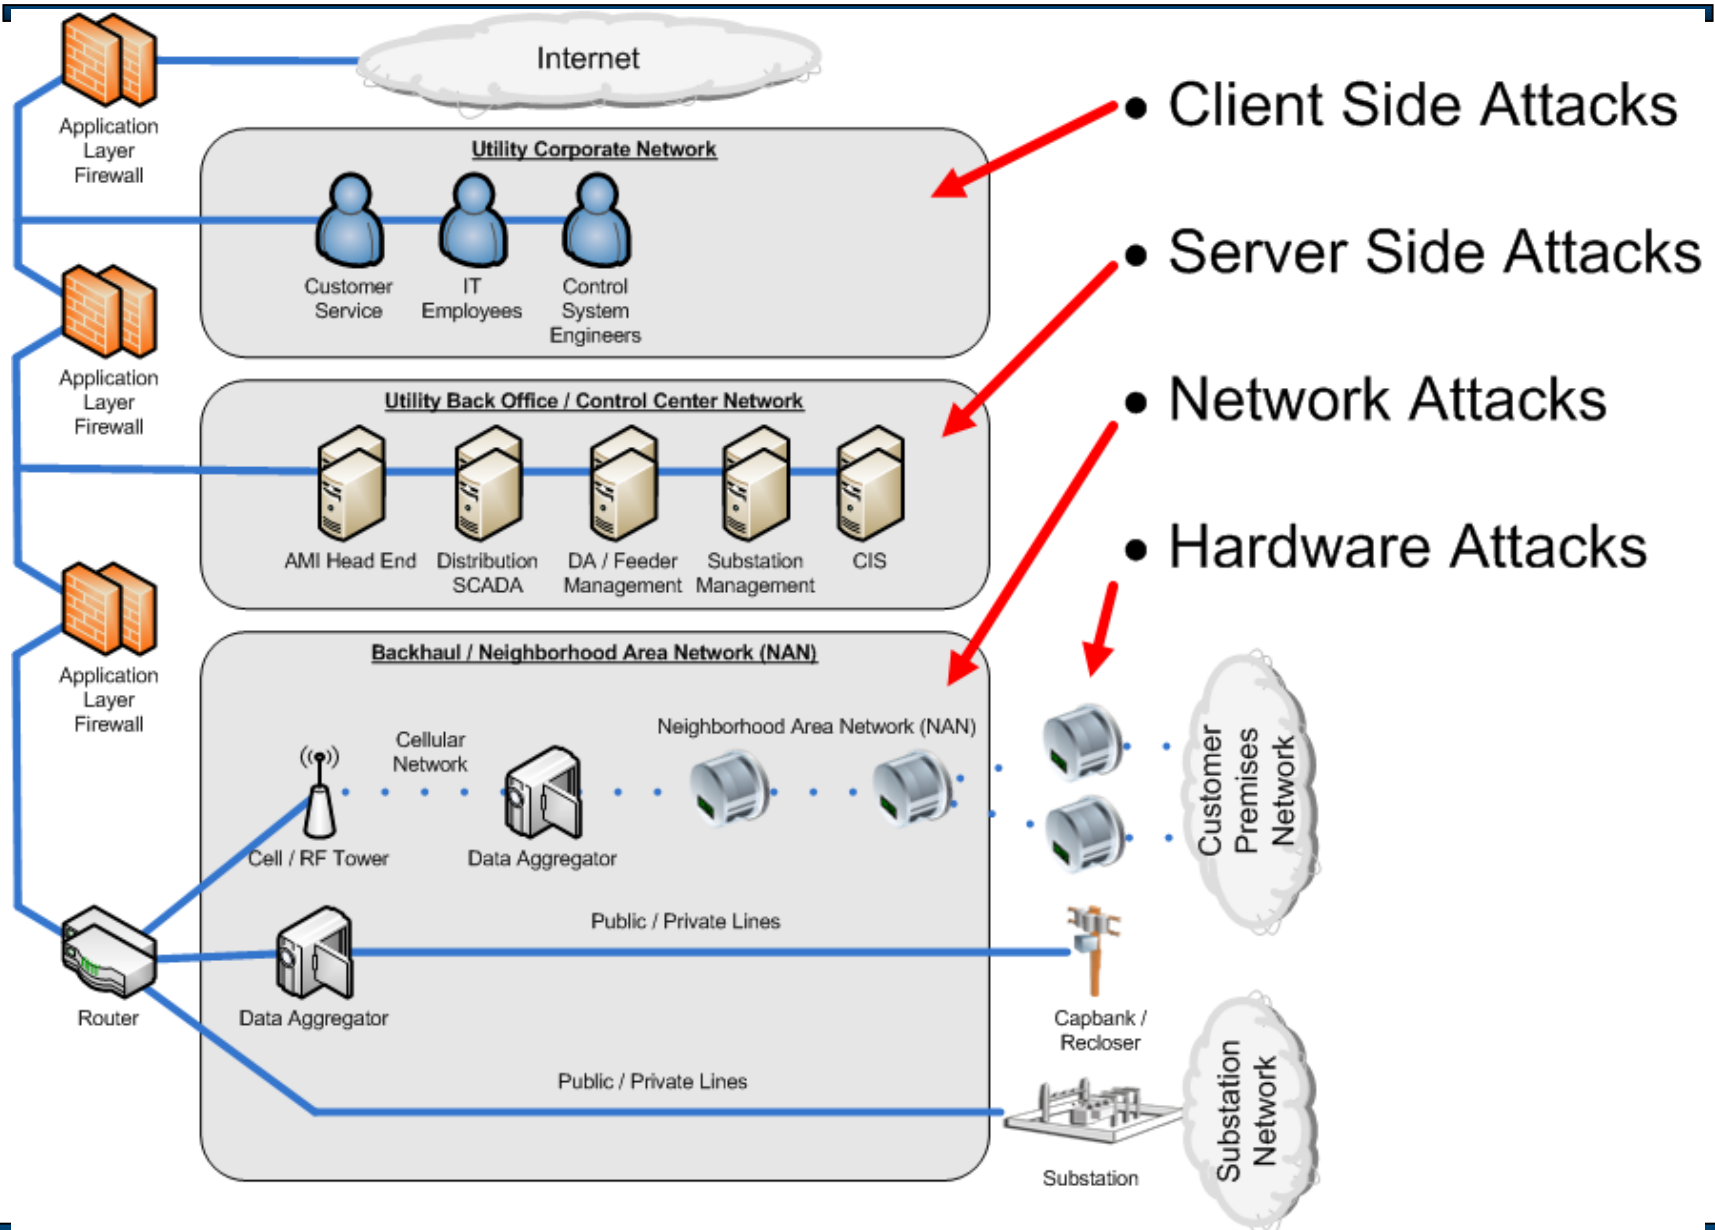 Internet
Application
Layer
Firewall
• Client Side Attacks
Utility Corporate Network
Customer
Service
IT
Employees
Control
System
Engineers
• Server Side Attacks
Application
Layer
Firewall
Utility Back Office / Control Center Network
• Network Attacks
AMI Head End
Distribution
SCADA
DA / Feeder
Management
Substation
Management
CIS
• Hardware Attacks
Application
Layer
Firewall
Backhaul / Neighborhood Area Network (NAN)
Cellular
Network
Neighborhood Area Network (NAN)
Customer
Premises
Network
Cell / RF Tower
Data Aggregator
Public / Private Lines
Router
Data Aggregator
Capbank /
Recloser
Public / Private Lines
Substation
Substation
Network